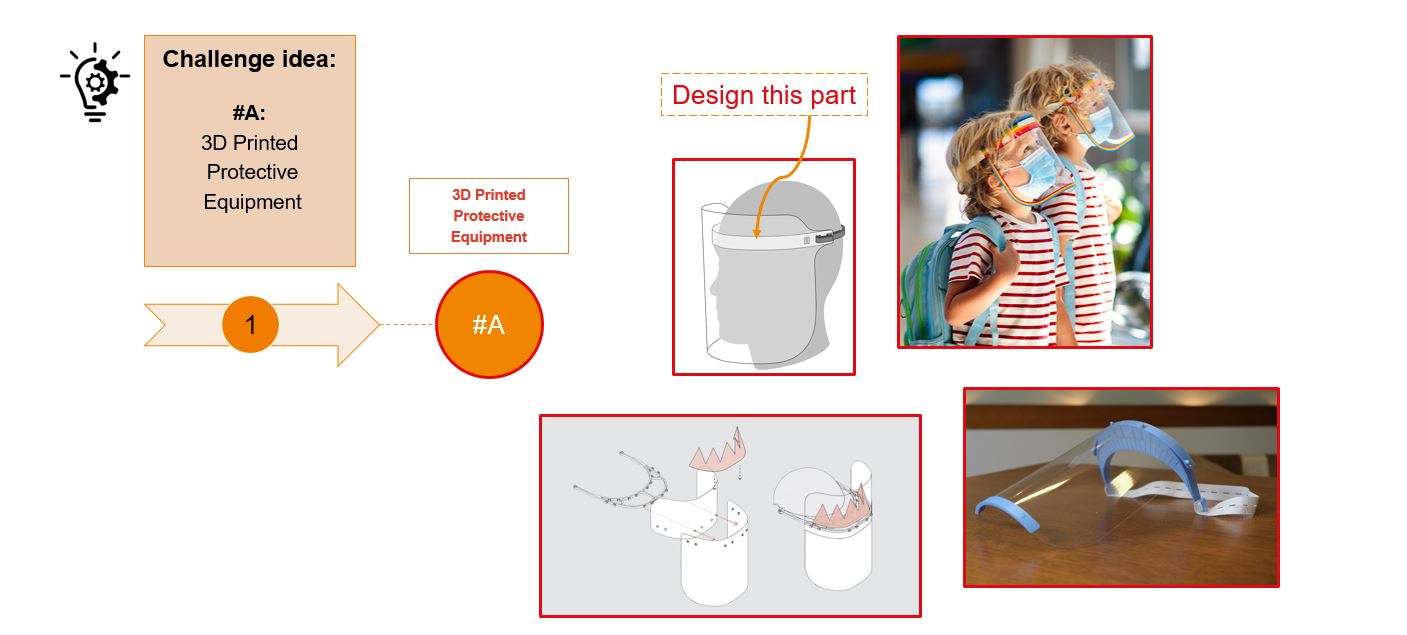 Challenge idea:
#A:
3D Printed
Protective
Equipment
1
3D Printed
Protective
Equipment
#A
Design this part